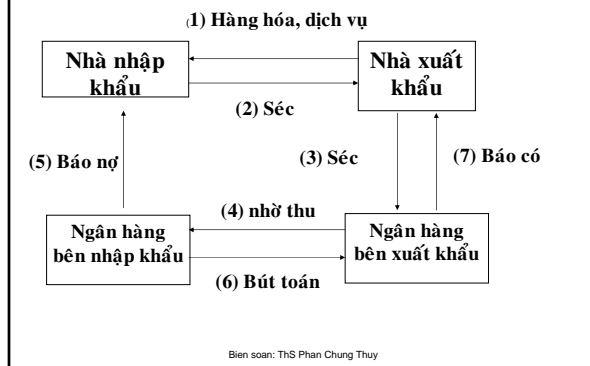 (1) Hàng hóa, dịch vụ
Nhà nhập
khẩu
Nhà xuất
khẩu
(2) Séc
(5) Báo nợ
(3) Séc
(7) Báo có
(4) nhờ thu
Ngân hàng
bên nhập khẩu
Ngân hàng
bên xuất khẩu
(6) Bút toán
Bien soan: ThS Phan Chung Thuy